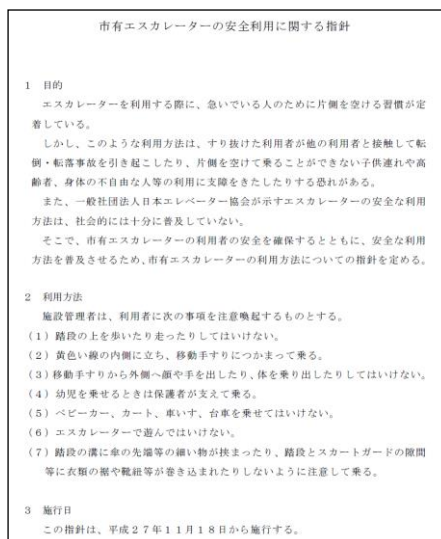 市有エスカレーターの安全利用に関する指針
1 目的
エスカレーターを利用する際に、急いでいる人のために片側を空ける習慣が定
着している。
しかし、このような利用方法は、すり抜けた利用者が他の利用者と接触して転
倒・転落事故を引き起こしたり、片側を空けて乗ることができない子供連れや高
齢者、身体の不自由な人等の利用に支障をきたしたりする恐れがある。
また、一般社団法人日本エレベーター協会が示すエスカレーターの安全な利用
方法は、社会的には十分に普及していない。
そこで、市有エスカレーターの利用者の安全を確保するとともに、安全な利用
方法を普及させるため、市有エスカレーターの利用方法についての指針を定める。
2 利用方法
施設管理者は、利用者に次の事項を注意喚起するものとする。
(1)踏段の上を歩いたり走ったりしてはいけない。
(2)黄色い線の内側に立ち、移動手すりにつかまって乗る。
(3)移動手すりから外側へ顔や手を出したり、体を乗り出したりしてはいけない。
(4)幼児を乗せるときは保護者が支えて乗る。
(5)ベビーカー、カート、車いす、台車を乗せてはいけない。
(6)エスカレーターで遊んではいけない。
(7)踏段の溝に傘の先端等の細い物が挟まったり、踏段とスカートガードの隙間
等に衣類の裾や靴紐等が巻き込まれたりしないように注意して乗る。
3 施行日
この指針は、平成27年11月18日から施行する。